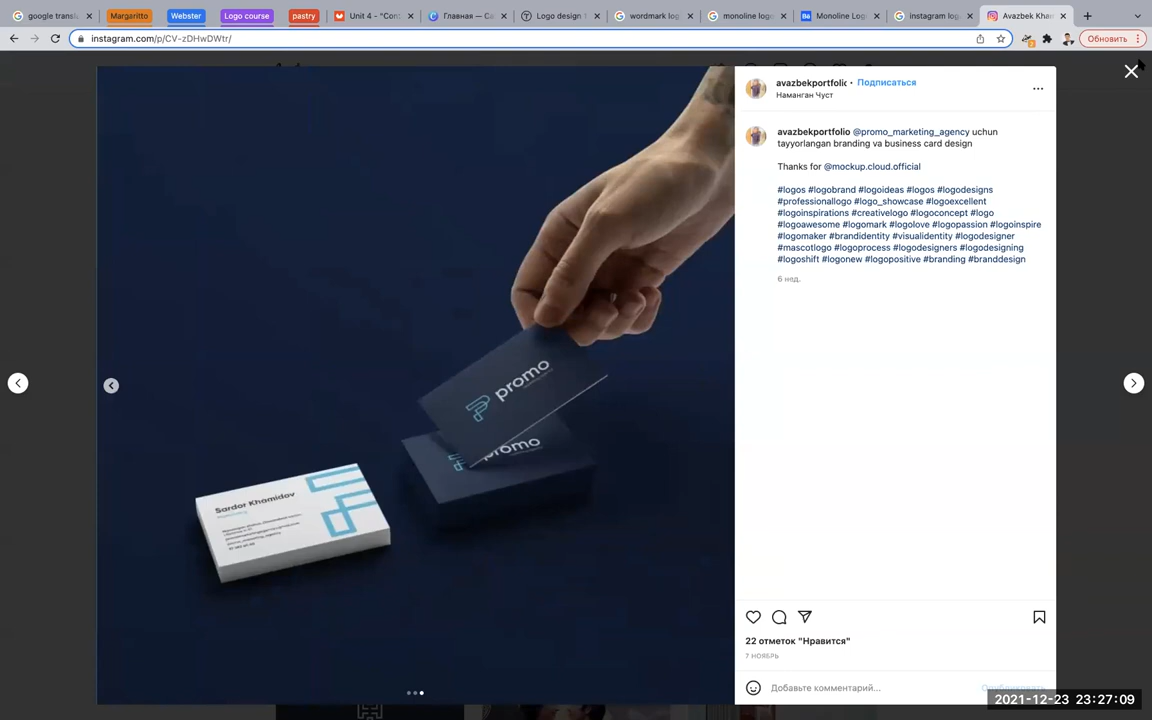 google transl
Margaritto
Webster
Logo course
pastry
Unit 4 - "Con
Главная — Ca
Logo design t
wordmark log
monoline logo
Monoline Log
instagram log
Avazbek Kham
instagram.com/p/CV-zDHwDWtr/
Обновить
avazbekportfolio • Подписаться
Наманган Чуст
avazbekportfolio @promo_marketing_agency uchun
tayyorlangan branding va business card design
Thanks for @mockup.cloud.official
#logos #logobrand #logoideas #logos #logodesigns
#professionallogo #logo_showcase #logoexcellent
#logoinspirations #creativelogo #logoconcept #logo
#logoawesome #logomark #logolove #logopassion #logoinspire
#logomaker #brandidentity #visualidentity #logodesigner
#mascotlogo #logoprocess #logodesigners #logodesigning
#logoshift #logonew #logopositive #branding #branddesign
6 нед.
promo
promo
Sardor Khamidov
22 отметок "Нравится"
7 НОЯБРЬ
Добавьте комментарий...
Опубликовать
2021-12-23 23:27:09